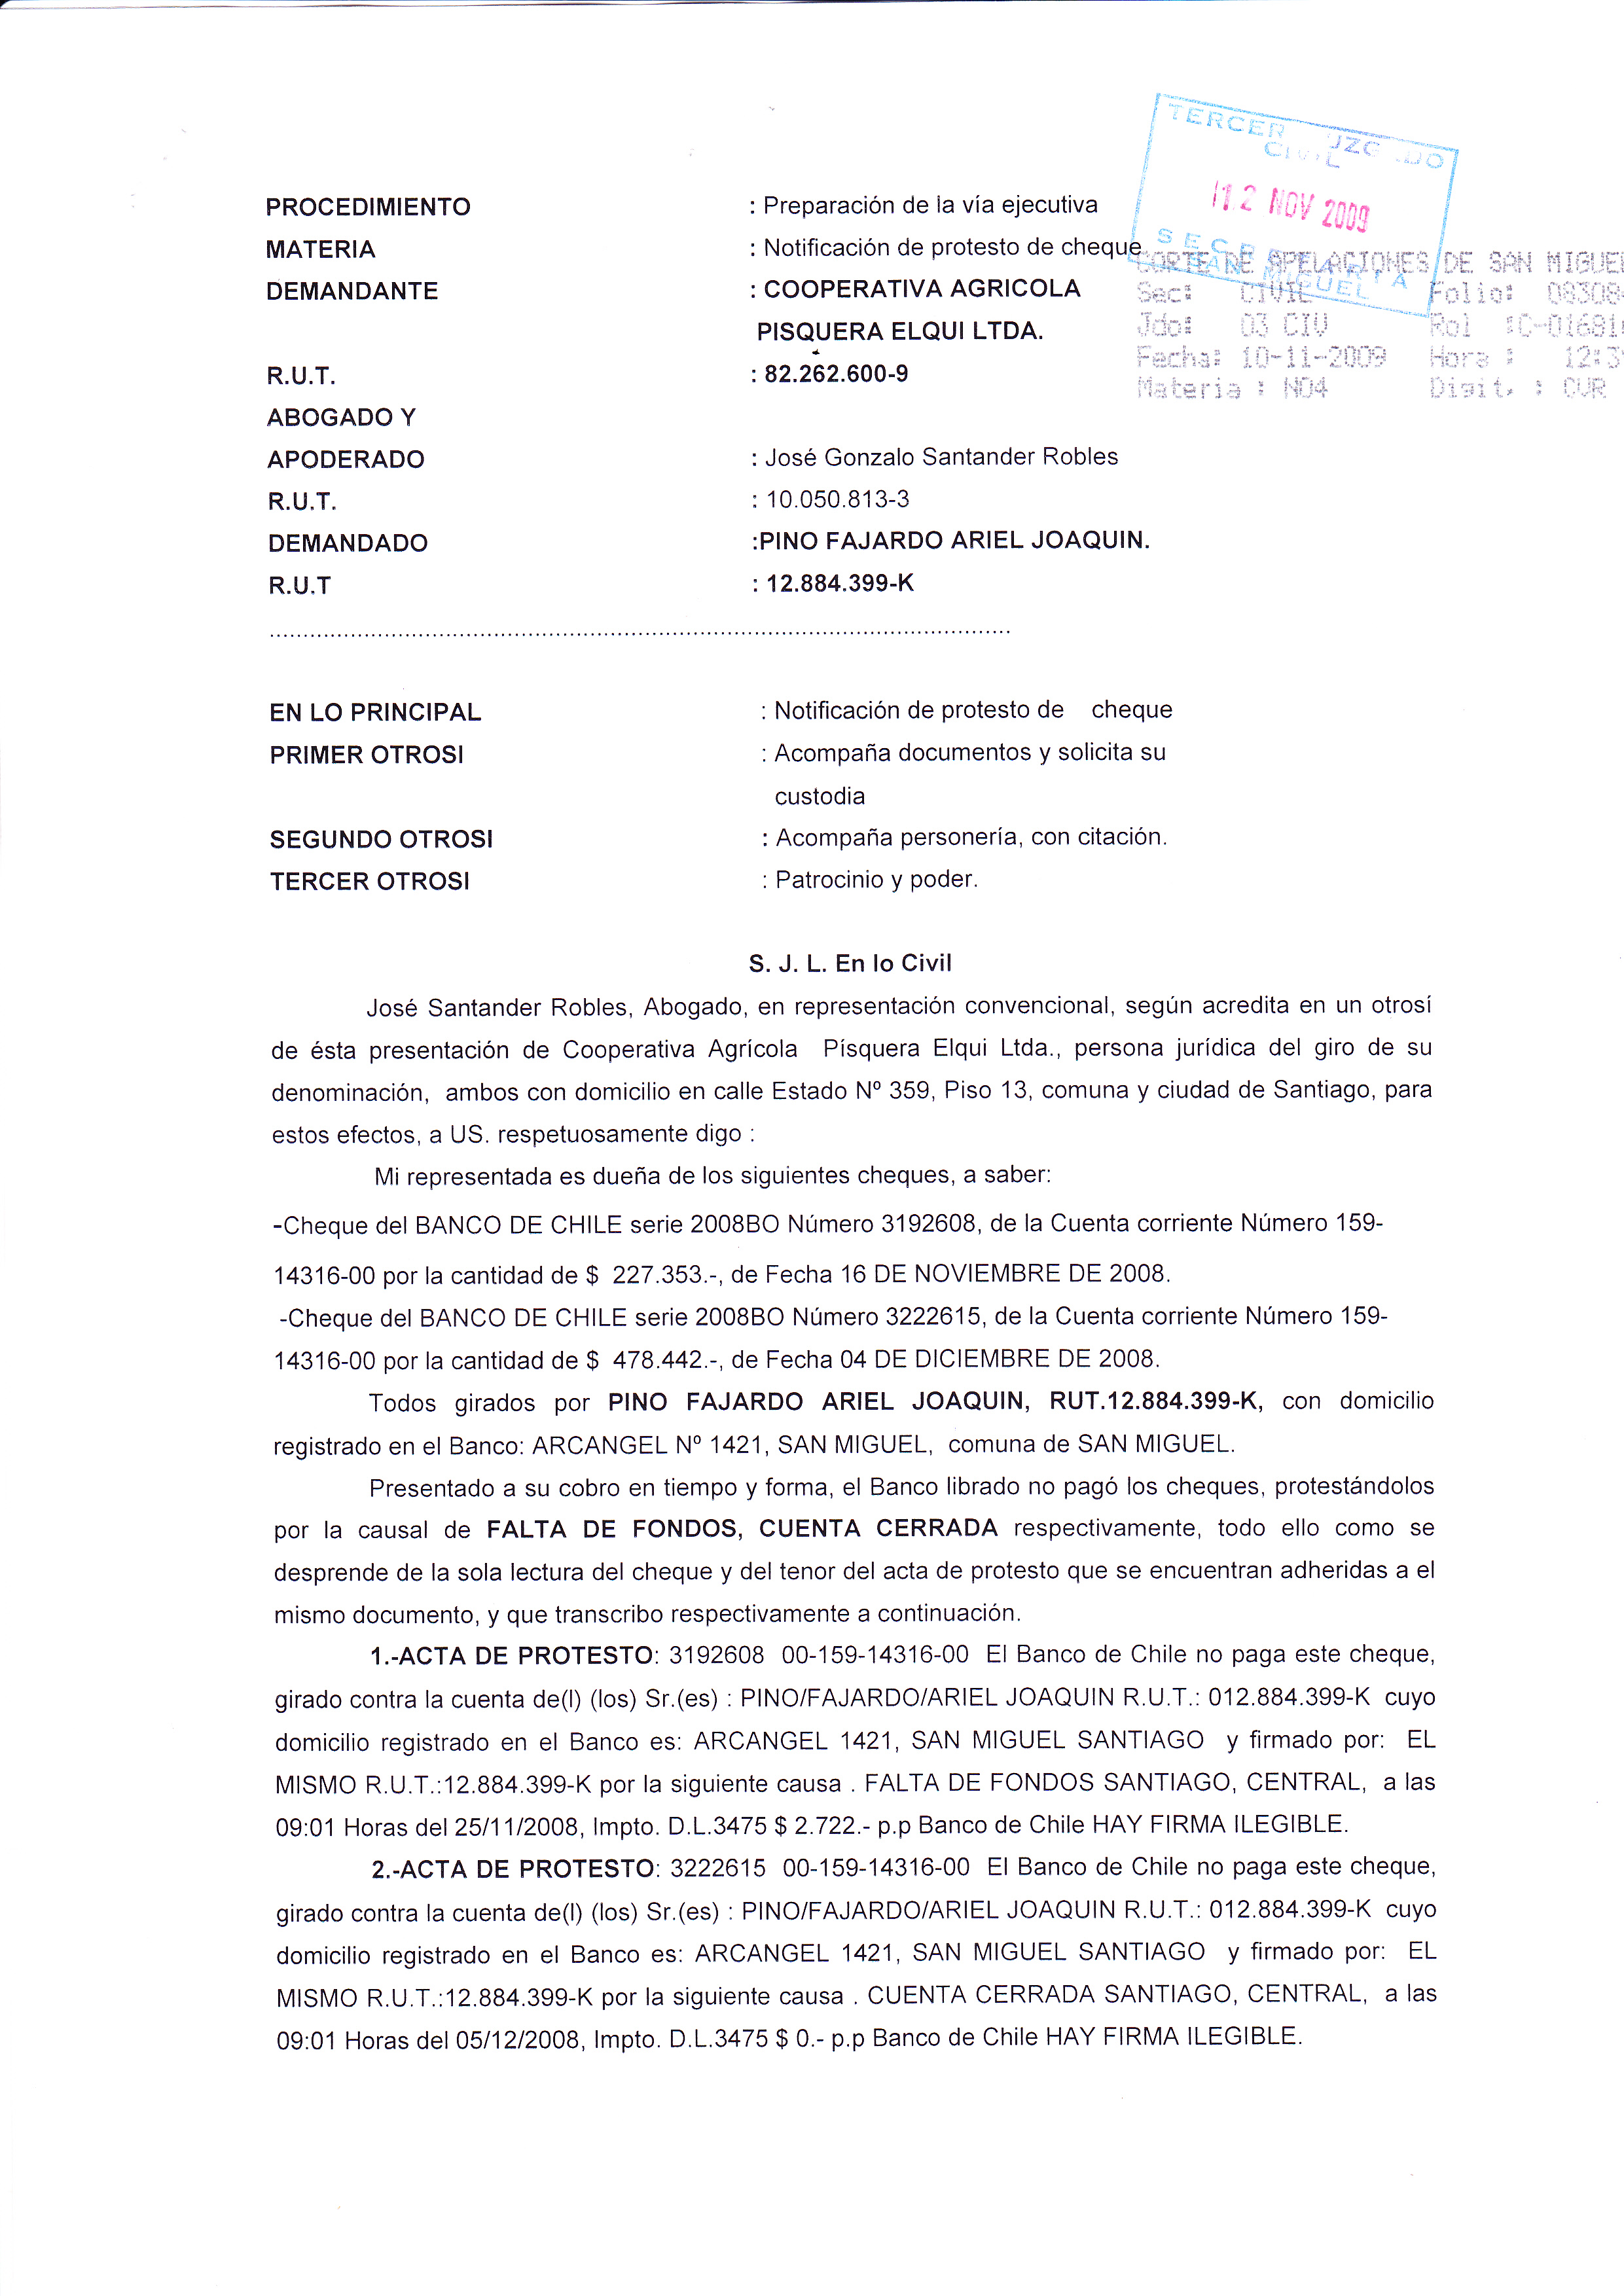 TERCER JUZGADO
CIVIL
12 NOV 2009
SECRETARIA
SAN MIGUEL
CORTE DE APELACIONES DE SAN MIGUEL
Sec: CIVIL Folio: 08308
Jdo: 03 CIV Rol :C-01681
Fecha: 10-11-2009 Hora : 12:3
Materia : N04 Digit. : CVR
PROCEDIMIENTO : Preparación de la vía ejecutiva
MATERIA : Notificación de protesto de cheque
DEMANDANTE : COOPERATIVA AGRICOLA
PISQUERA ELQUI LTDA.
R.U.T. : 82.262.600-9
ABOGADO Y
APODERADO : José Gonzalo Santander Robles
R.U.T. : 10.050.813-3
DEMANDADO :PINO FAJARDO ARIEL JOAQUIN.
R.U.T : 12.884.399-K
EN LO PRINCIPAL : Notificación de protesto de cheque
PRIMER OTROSI : Acompaña documentos y solicita su
custodia
SEGUNDO OTROSI : Acompaña personería, con citación.
TERCER OTROSI : Patrocinio y poder.
S. J. L. En lo Civil
José Santander Robles, Abogado, en representación convencional, según acredita en un otrosí
de ésta presentación de Cooperativa Agrícola Písquera Elqui Ltda., persona jurídica del giro de su
denominación, ambos con domicilio en calle Estado Nº 359, Piso 13, comuna y ciudad de Santiago, para
estos efectos, a US. respetuosamente digo :
Mi representada es dueña de los siguientes cheques, a saber:
-Cheque del BANCO DE CHILE serie 2008BO Número 3192608, de la Cuenta corriente Número 159-
14316-00 por la cantidad de $ 227.353.-, de Fecha 16 DE NOVIEMBRE DE 2008.
-Cheque del BANCO DE CHILE serie 2008BO Número 3222615, de la Cuenta corriente Número 159-
14316-00 por la cantidad de $ 478.442.-, de Fecha 04 DE DICIEMBRE DE 2008.
Todos girados por PINO FAJARDO ARIEL JOAQUIN, RUT.12.884.399-K, con domicilio
registrado en el Banco: ARCANGEL Nº 1421, SAN MIGUEL, comuna de SAN MIGUEL.
Presentado a su cobro en tiempo y forma, el Banco librado no pagó los cheques, protestándolos
por la causal de FALTA DE FONDOS, CUENTA CERRADA respectivamente, todo ello como se
desprende de la sola lectura del cheque y del tenor del acta de protesto que se encuentran adheridas a el
mismo documento, y que transcribo respectivamente a continuación.
1.-ACTA DE PROTESTO: 3192608 00-159-14316-00 El Banco de Chile no paga este cheque,
girado contra la cuenta de(l) (los) Sr.(es) : PINO/FAJARDO/ARIEL JOAQUIN R.U.T.: 012.884.399-K cuyo
domicilio registrado en el Banco es: ARCANGEL 1421, SAN MIGUEL SANTIAGO y firmado por: EL
MISMO R.U.T.:12.884.399-K por la siguiente causa . FALTA DE FONDOS SANTIAGO, CENTRAL, a las
09:01 Horas del 25/11/2008, Impto. D.L.3475 $ 2.722.- p.p Banco de Chile HAY FIRMA ILEGIBLE.
2.-ACTA DE PROTESTO: 3222615 00-159-14316-00 El Banco de Chile no paga este cheque,
girado contra la cuenta de(l) (los) Sr.(es) : PINO/FAJARDO/ARIEL JOAQUIN R.U.T.: 012.884.399-K cuyo
domicilio registrado en el Banco es: ARCANGEL 1421, SAN MIGUEL SANTIAGO y firmado por: EL
MISMO R.U.T.:12.884.399-K por la siguiente causa . CUENTA CERRADA SANTIAGO, CENTRAL, a las
09:01 Horas del 05/12/2008, Impto. D.L.3475 $ 0.- p.p Banco de Chile HAY FIRMA ILEGIBLE.